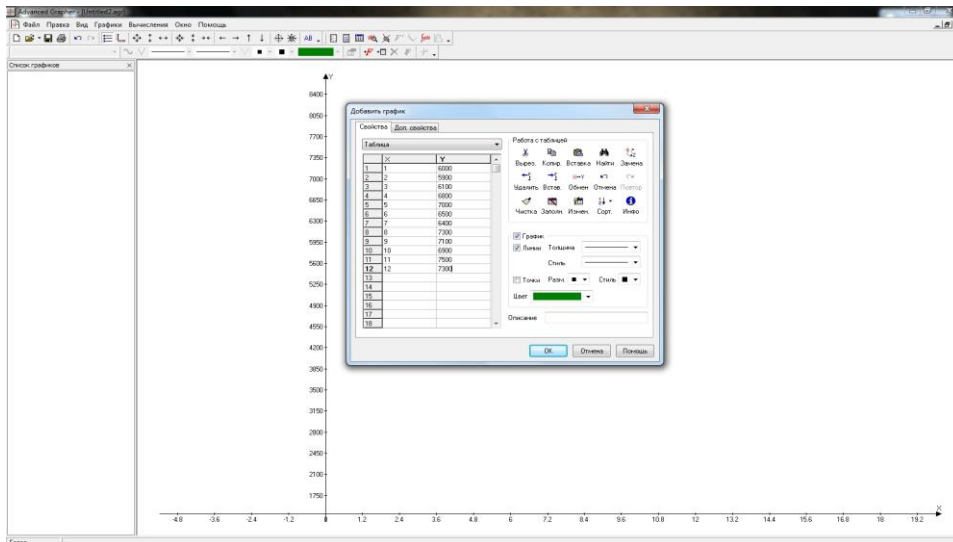 Advanced Grapher - [Untitled2.agr]
Файл Правка Вид Графики Вычисления Окно Помощь
Список графиков
Y
8400
8050
7700
7350
7000
6650
6300
5950
5600
5250
4900
4550
4200
3850
3500
3150
2800
2450
2100
1750
-4.8 -3.6 -2.4 -1.2 0 1.2 2.4 3.6 4.8 6 7.2 8.4 9.6 10.8 12 13.2 14.4 15.6 16.8 18 19.2
X
Добавить график
Свойства Доп. свойства
Таблица
X Y
1 1 6000
2 2 5900
3 3 6100
4 4 6800
5 5 7000
6 6 6500
7 7 6400
8 8 7300
9 9 7100
10 10 6900
11 11 7500
12 12 7300
13
14
15
16
17
18
Работа с таблицей
Вырез. Копир. Вставка Найти Замена
Удалить Встав. Обмен Отмена Повтор
Чистка Заполн. Измен. Сорт. Инфо
График
Линии Толщина
Стиль
Точки Разм. Стиль
Цвет
Описание
OK Отмена Помощь